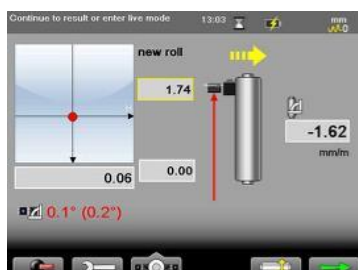 Continue to result or enter live mode
13:03
mm
0
new roll
1.74
0.06
0.00
-1.62
mm/m
0.1° (0.2°)